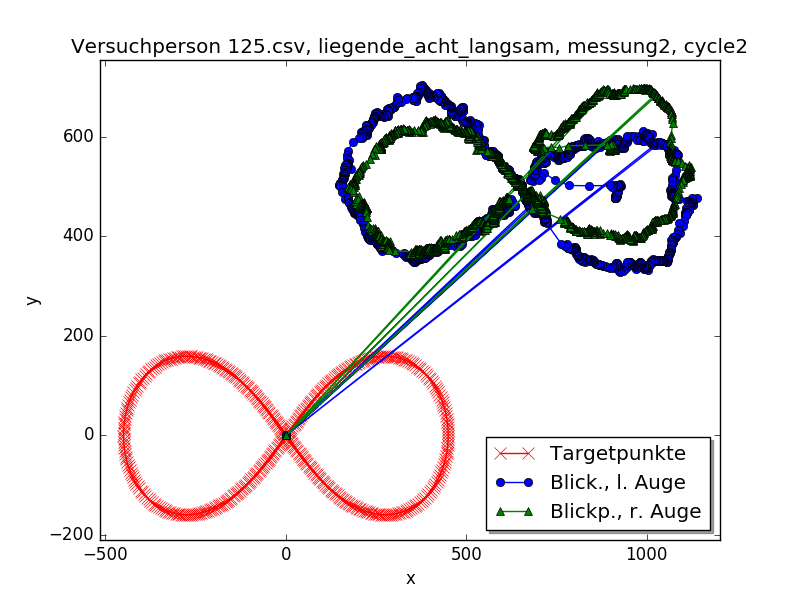 Versuchperson 125.csv, liegende_acht_langsam, messung2, cycle2
600
400
200
0
−200
y
−500
0
500
1000
x
Targetpunkte
Blick., l. Auge
Blickp., r. Auge